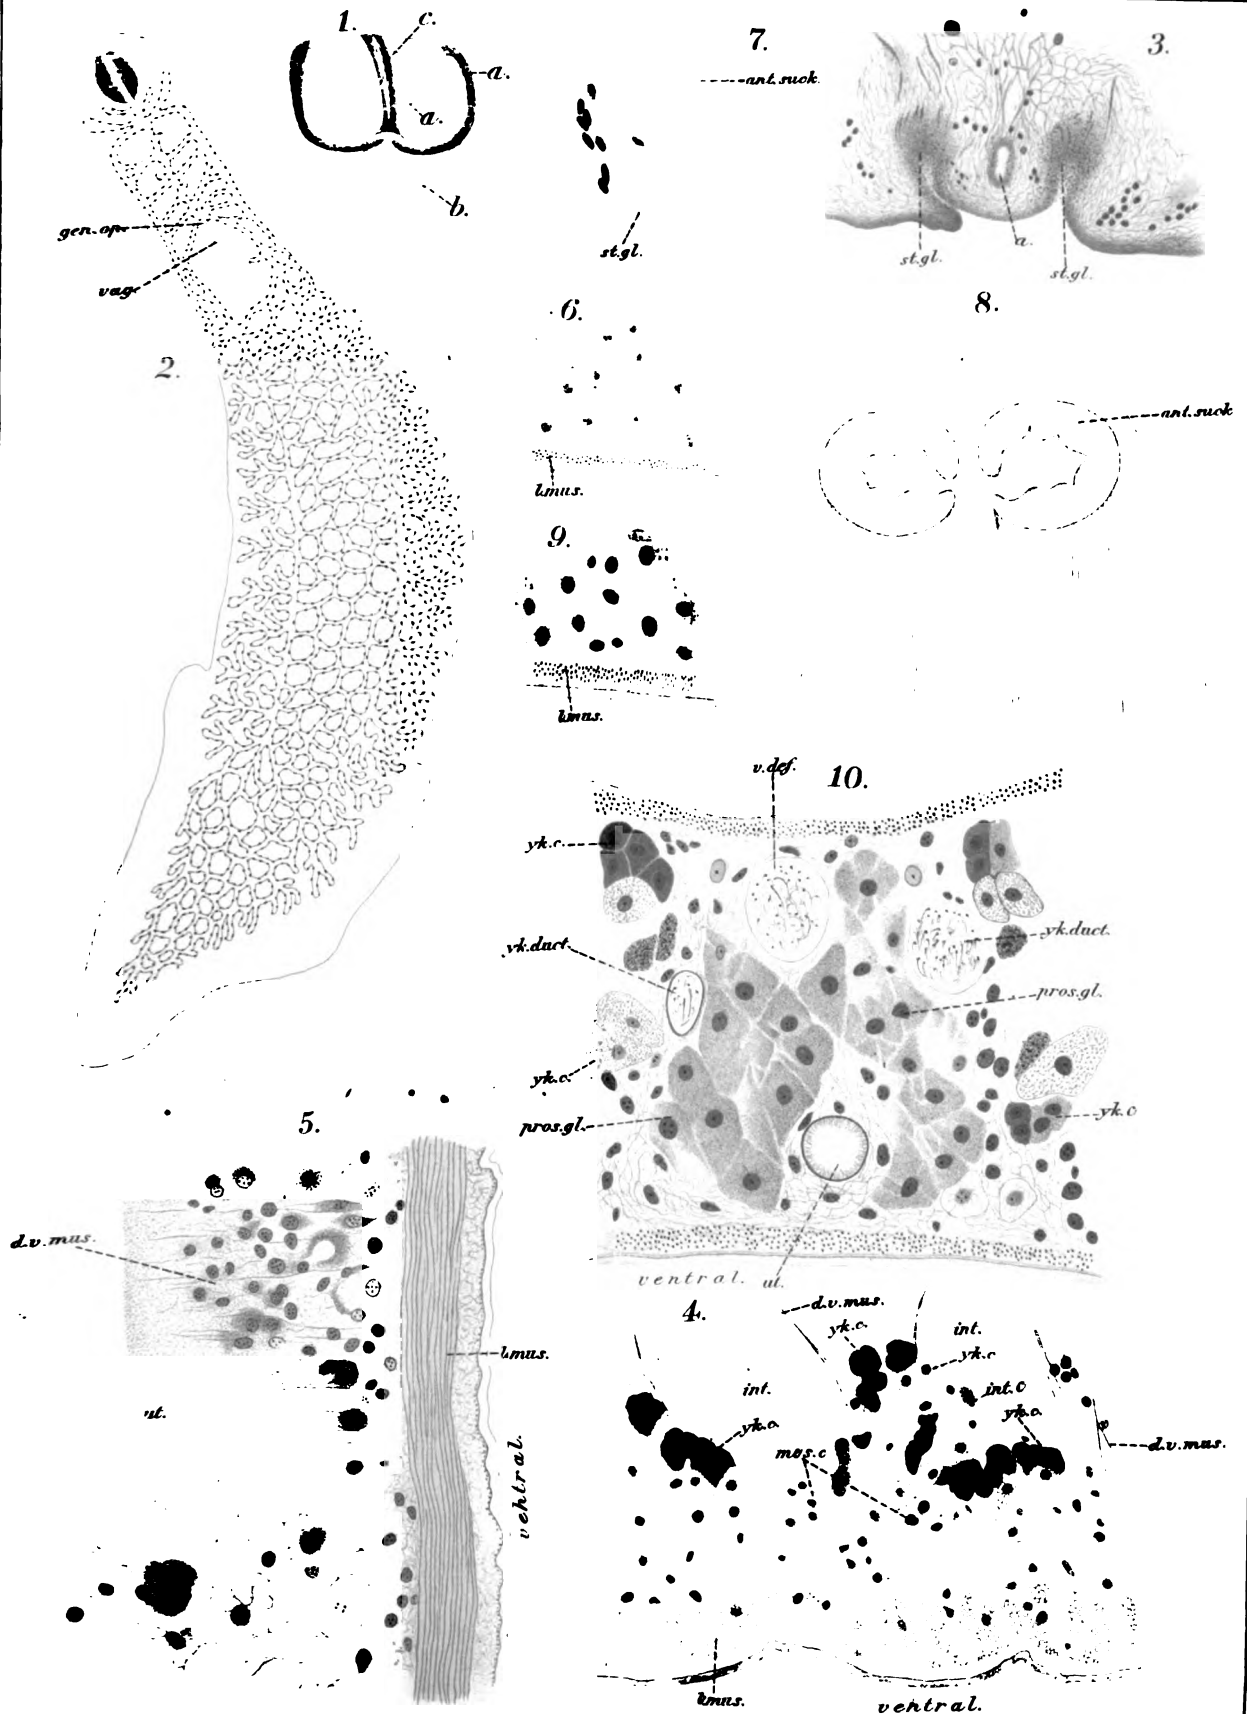 1.
c.
a.
a.
b.
7.
ant.suck.
3.
st.gl.
st.gl.
a.
st.gl.
gen.op.
vag.
2.
6.
l.mus.
8.
ant.suck
9.
l.mus.
v.def.
10.
yk.c.
yk.duct.
yk.duct.
pros.gl.
yk.c.
pros.gl.
yk.c
ventral.
ut.
5.
d.v.mus.
l.mus.
ut.
ventral.
4.
d.v.mus.
yk.c.
int.
yk.c
int.
int.c
yk.c.
yk.c.
mus.c
d.v.mus.
l.mus.
ventral.